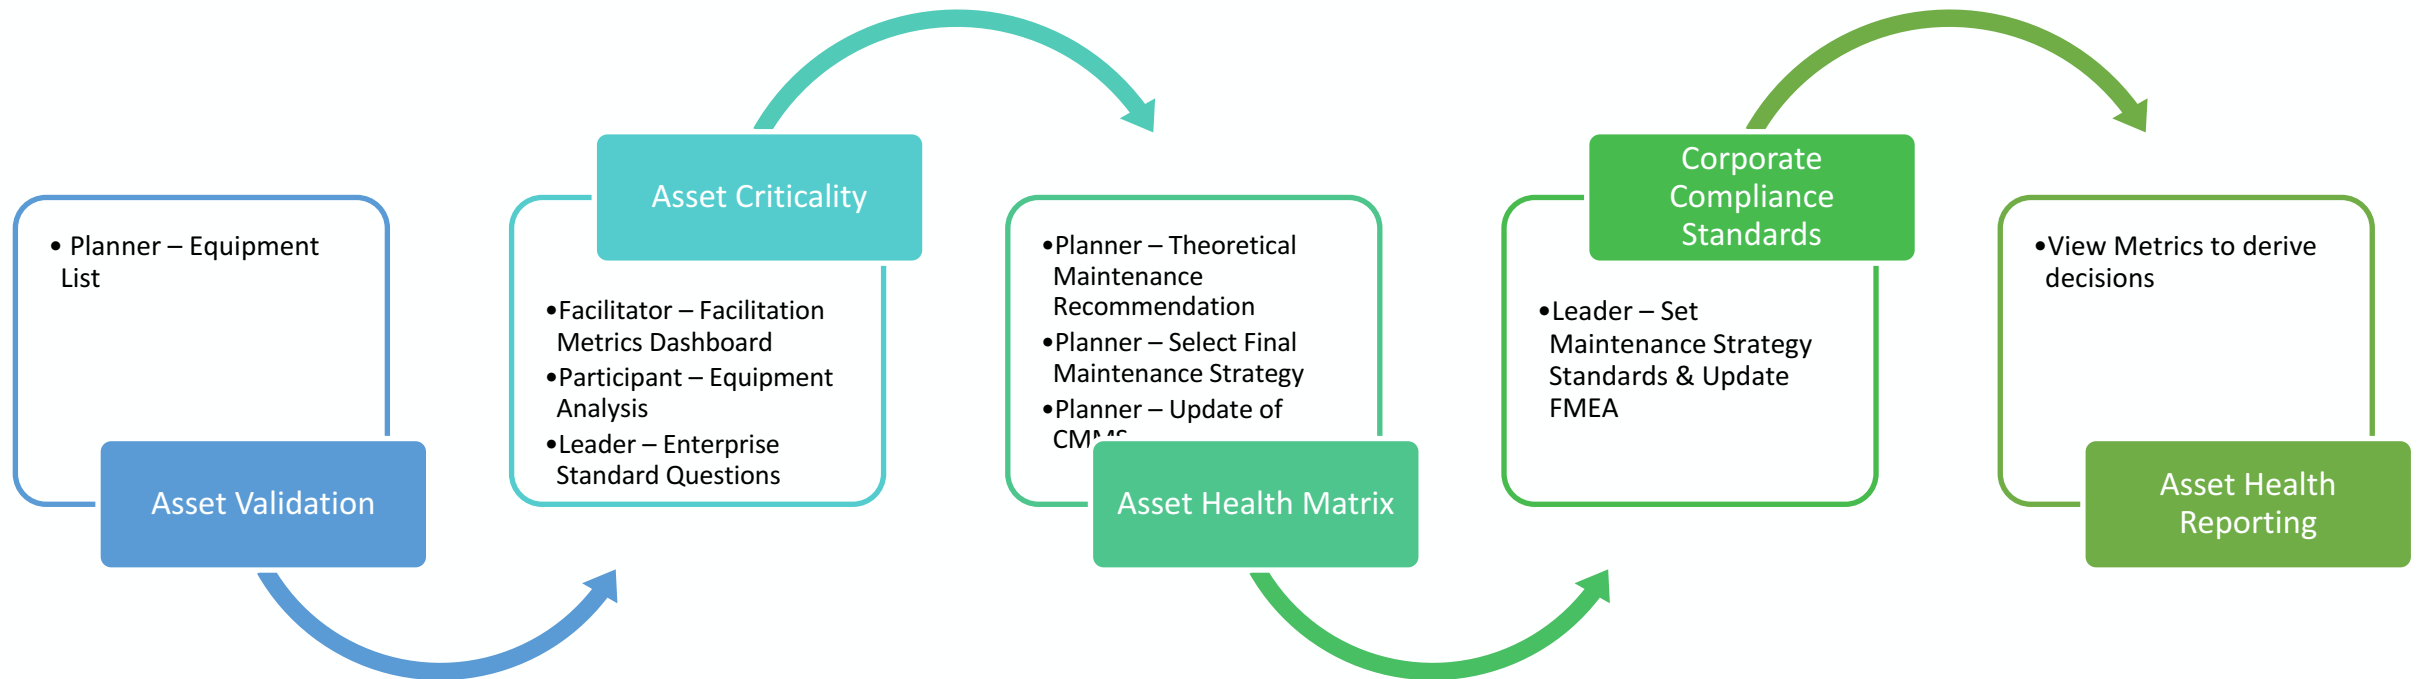 • Planner – Equipment
List
Asset Validation
Asset Criticality
•Facilitator – Facilitation
Metrics Dashboard
•Participant – Equipment
Analysis
•Leader – Enterprise
Standard Questions
•Planner – Theoretical
Maintenance
Recommendation
•Planner – Select Final
Maintenance Strategy
•Planner – Update of
CMMS
Asset Health Matrix
Corporate
Compliance
Standards
•Leader – Set
Maintenance Strategy
Standards & Update
FMEA
•View Metrics to derive
decisions
Asset Health
Reporting